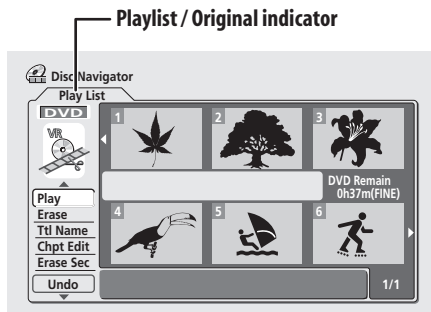 Playlist / Original indicator
Disc Navigator
Play List
DVD
VR
1
2
3
Play
DVD Remain
0h37m(FINE)
Erase
Ttl Name
4
5
6
Chpt Edit
Erase Sec
Undo
1/1